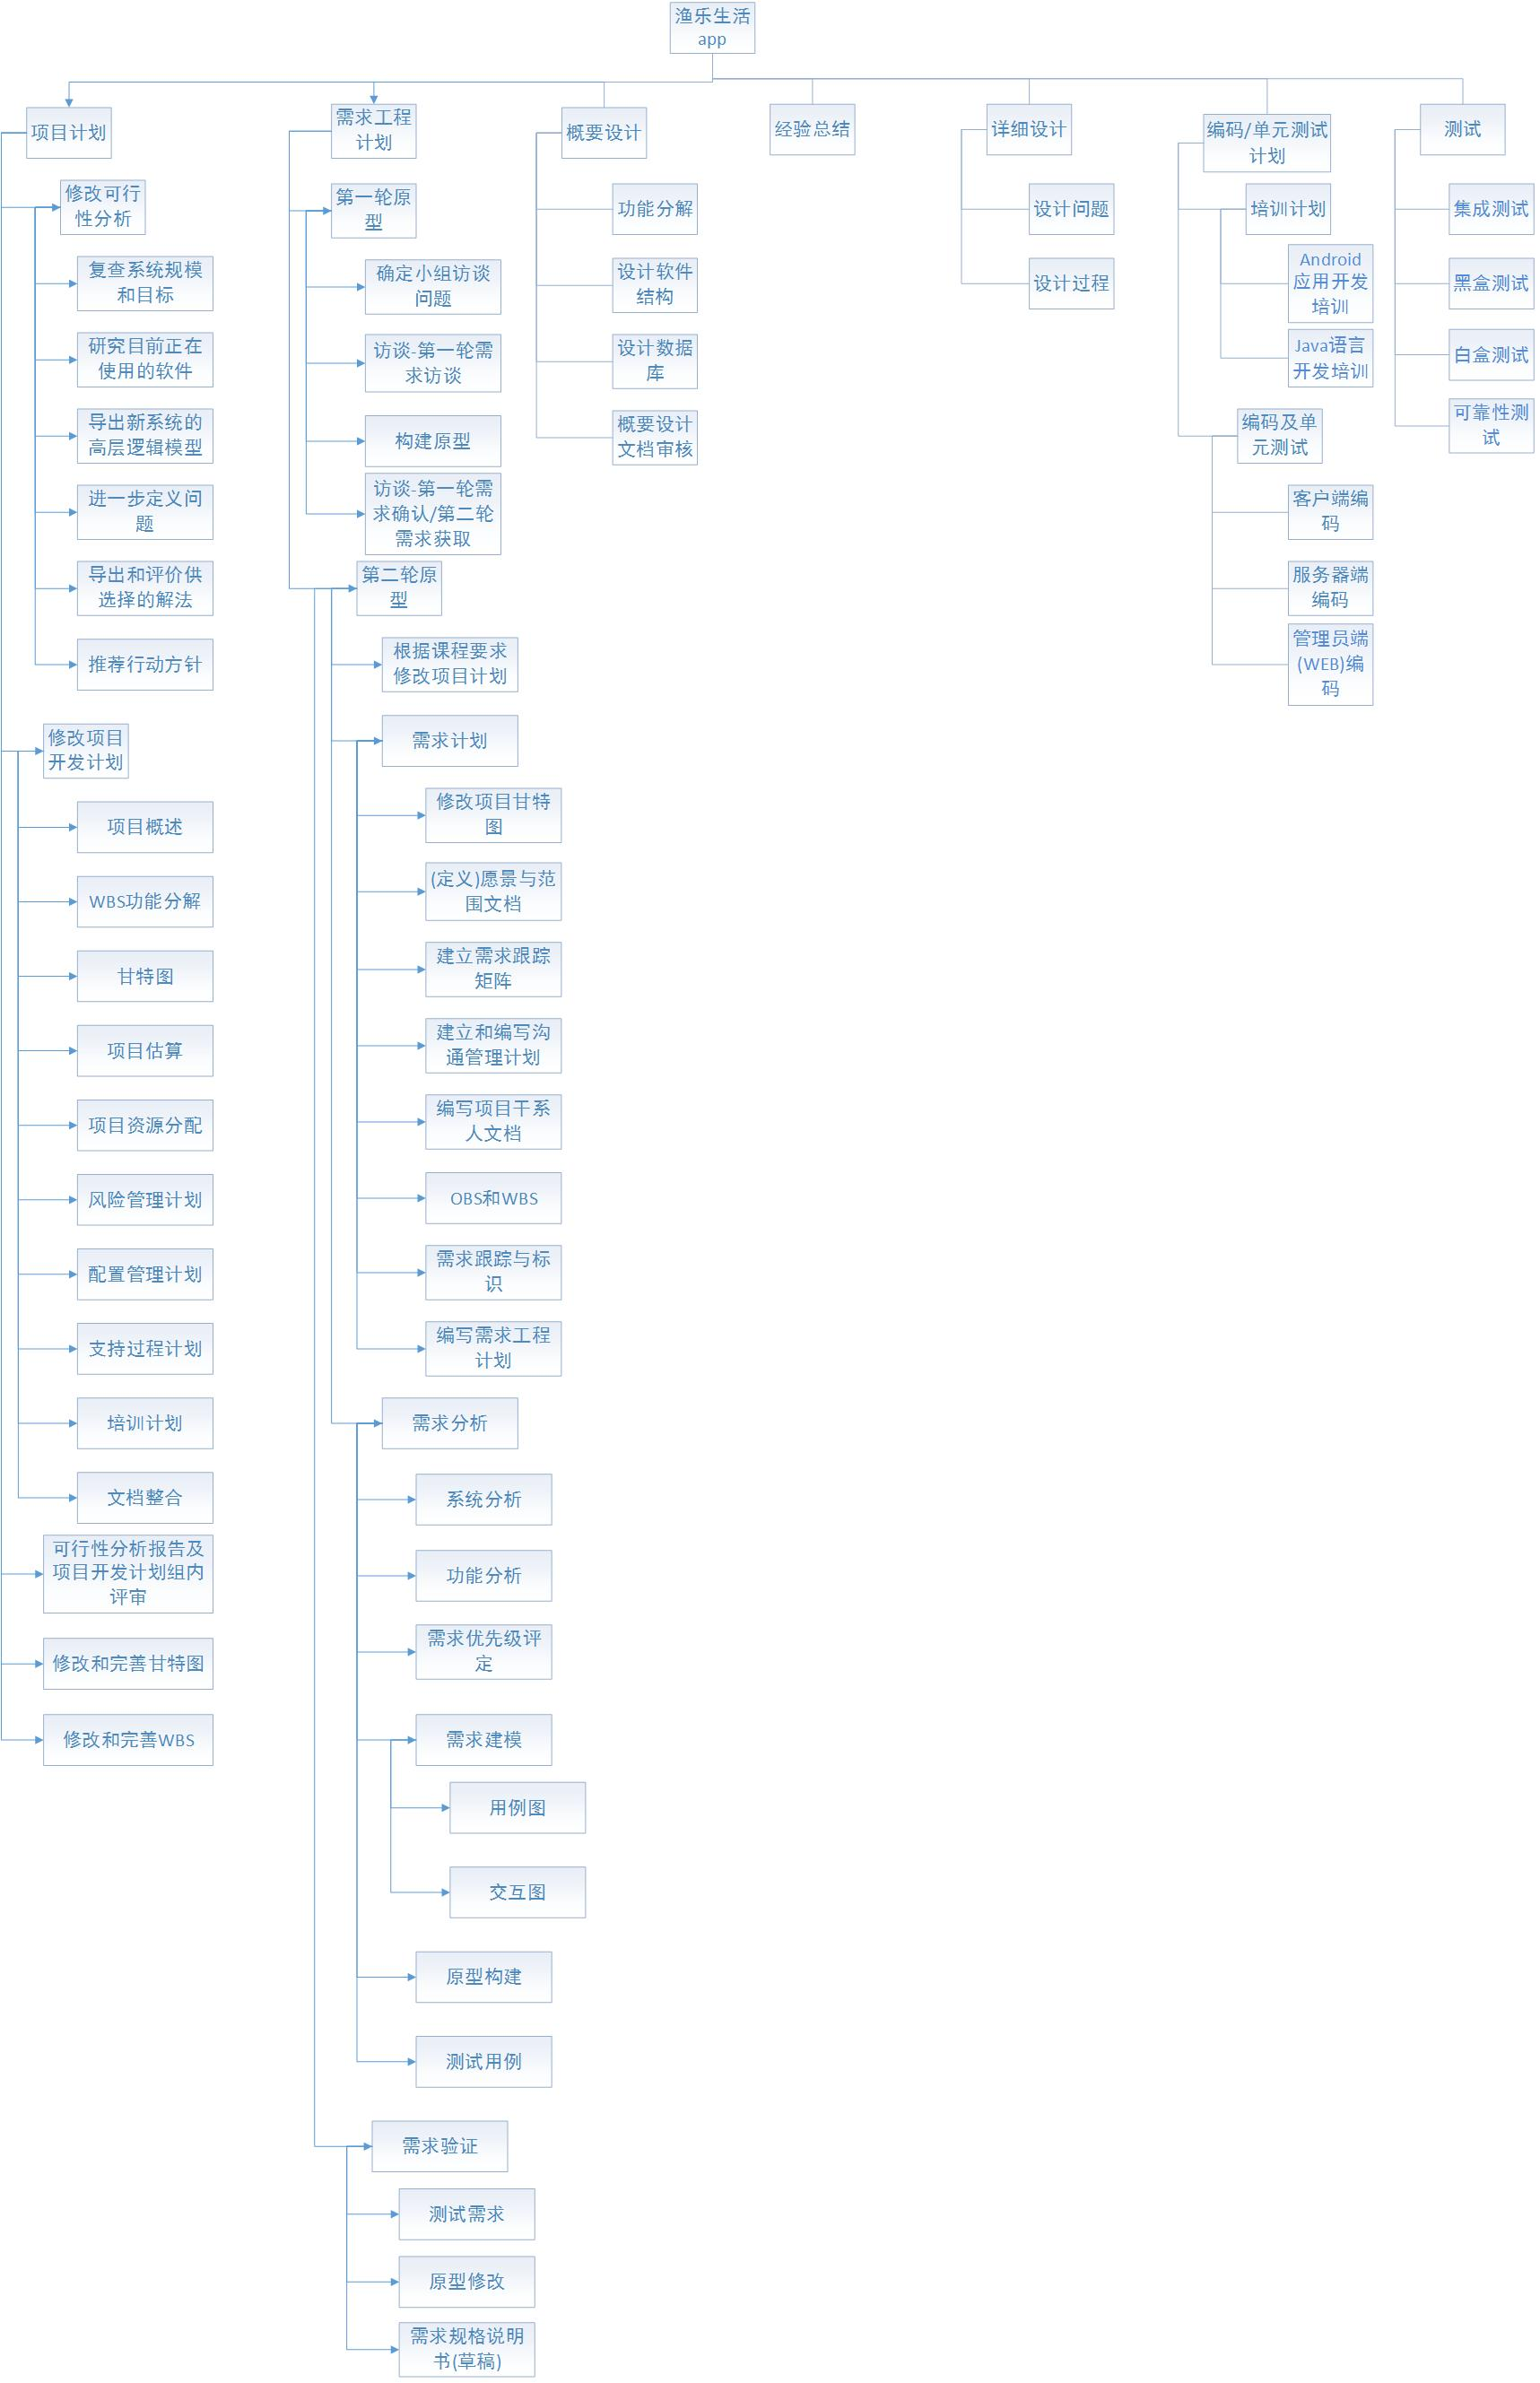 渔乐生活
app
项目计划
修改可行
性分析
复查系统规模
和目标
研究目前正在
使用的软件
导出新系统的
高层逻辑模型
进一步定义问
题
导出和评价供
选择的解法
推荐行动方针
修改项目
开发计划
项目概述
WBS功能分解
甘特图
项目估算
项目资源分配
风险管理计划
配置管理计划
支持过程计划
培训计划
文档整合
可行性分析报告及
项目开发计划组内
评审
修改和完善甘特图
修改和完善WBS
需求工程
计划
第一轮原
型
确定小组访谈
问题
访谈-第一轮需
求访谈
构建原型
访谈-第一轮需
求确认/第二轮
需求获取
第二轮原
型
根据课程要求
修改项目计划
需求计划
修改项目甘特
图
(定义)愿景与范
围文档
建立需求跟踪
矩阵
建立和编写沟
通管理计划
编写项目干系
人文档
OBS和WBS
需求跟踪与标
识
编写需求工程
计划
需求分析
系统分析
功能分析
需求优先级评
定
需求建模
用例图
交互图
原型构建
测试用例
需求验证
测试需求
原型修改
需求规格说明
书(草稿)
概要设计
功能分解
设计软件
结构
设计数据
库
概要设计
文档审核
经验总结
详细设计
设计问题
设计过程
编码/单元测试
计划
培训计划
Android
应用开发
培训
Java语言
开发培训
编码及单
元测试
客户端编
码
服务器端
编码
管理员端
(WEB)编
码
测试
集成测试
黑盒测试
白盒测试
可靠性测
试